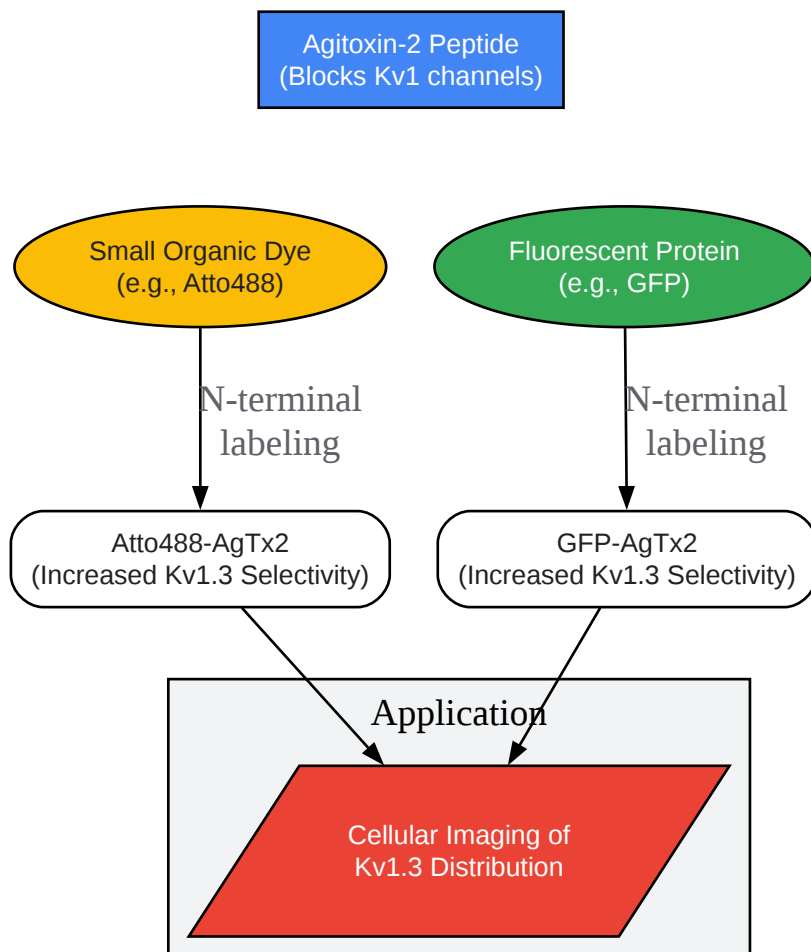 Agitoxin-2 Peptide
(Blocks Kv1 channels)
Small Organic Dye
(e.g., Atto488)
Fluorescent Protein
(e.g., GFP)
N-terminal
labeling
N-terminal
labeling
Atto488-AgTx2
(Increased Kv1.3 Selectivity)
GFP-AgTx2
(Increased Kv1.3 Selectivity)
Application
Cellular Imaging of
Kv1.3 Distribution